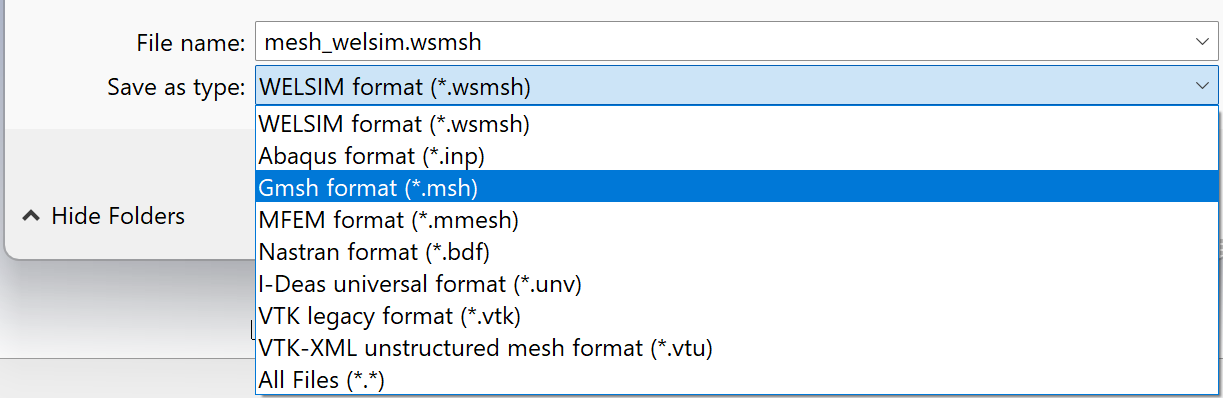 File name: mesh_welsim.wsmsh
Save as type: WELSIM format (*.wsmsh)
WELSIM format (*.wsmsh)
Abaqus format (*.inp)
Gmsh format (*.msh)
MFEM format (*.mmesh)
Nastran format (*.bdf)
I-Deas universal format (*.unv)
VTK legacy format (*.vtk)
VTK-XML unstructured mesh format (*.vtu)
All Files (*.*)
Hide Folders